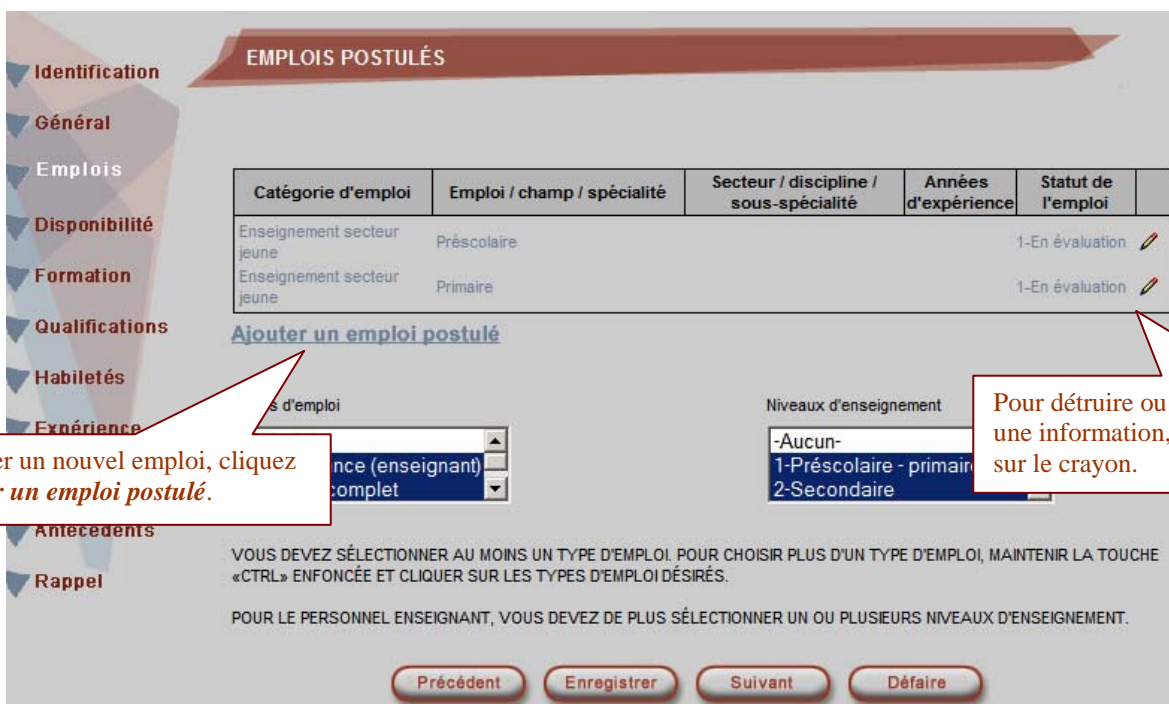 EMPLOIS POSTULÉS
Identification
Général
Emplois
Disponibilité
Formation
Qualifications
Habiletés
Expérience
Antécédents
Rappel
Catégorie d'emploi
Emploi / champ / spécialité
Secteur / discipline /
sous-spécialité
Années
d'expérience
Statut de
l'emploi
Enseignement secteur
jeune
Préscolaire
1-En évaluation
Enseignement secteur
jeune
Primaire
1-En évaluation
Ajouter un emploi postulé
d'emploi
Niveaux d'enseignement
(enseignant)
-Aucun-
1-Préscolaire - primaire
2-Secondaire
un nouvel emploi, cliquez
un emploi postulé.
Pour détruire ou
une information,
sur le crayon.
VOUS DEVEZ SÉLECTIONNER AU MOINS UN TYPE D'EMPLOI. POUR CHOISIR PLUS D'UN TYPE D'EMPLOI, MAINTENIR LA TOUCHE
«CTRL» ENFONCÉE ET CLIQUER SUR LES TYPES D'EMPLOI DÉSIRÉS.
POUR LE PERSONNEL ENSEIGNANT, VOUS DEVEZ DE PLUS SÉLECTIONNER UN OU PLUSIEURS NIVEAUX D'ENSEIGNEMENT.
Précédent
Enregistrer
Suivant
Défaire